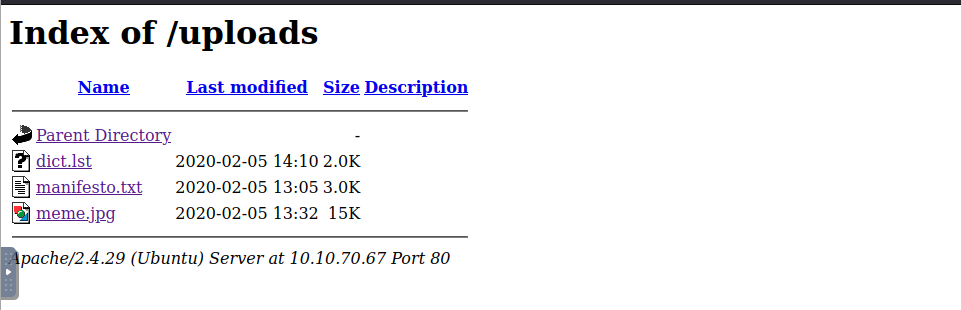 Index of /uploads
Name Last modified Size Description
Parent Directory -
dict.lst 2020-02-05 14:10 2.0K
manifesto.txt 2020-02-05 13:05 3.0K
meme.jpg 2020-02-05 13:32 15K
Apache/2.4.29 (Ubuntu) Server at 10.10.70.67 Port 80